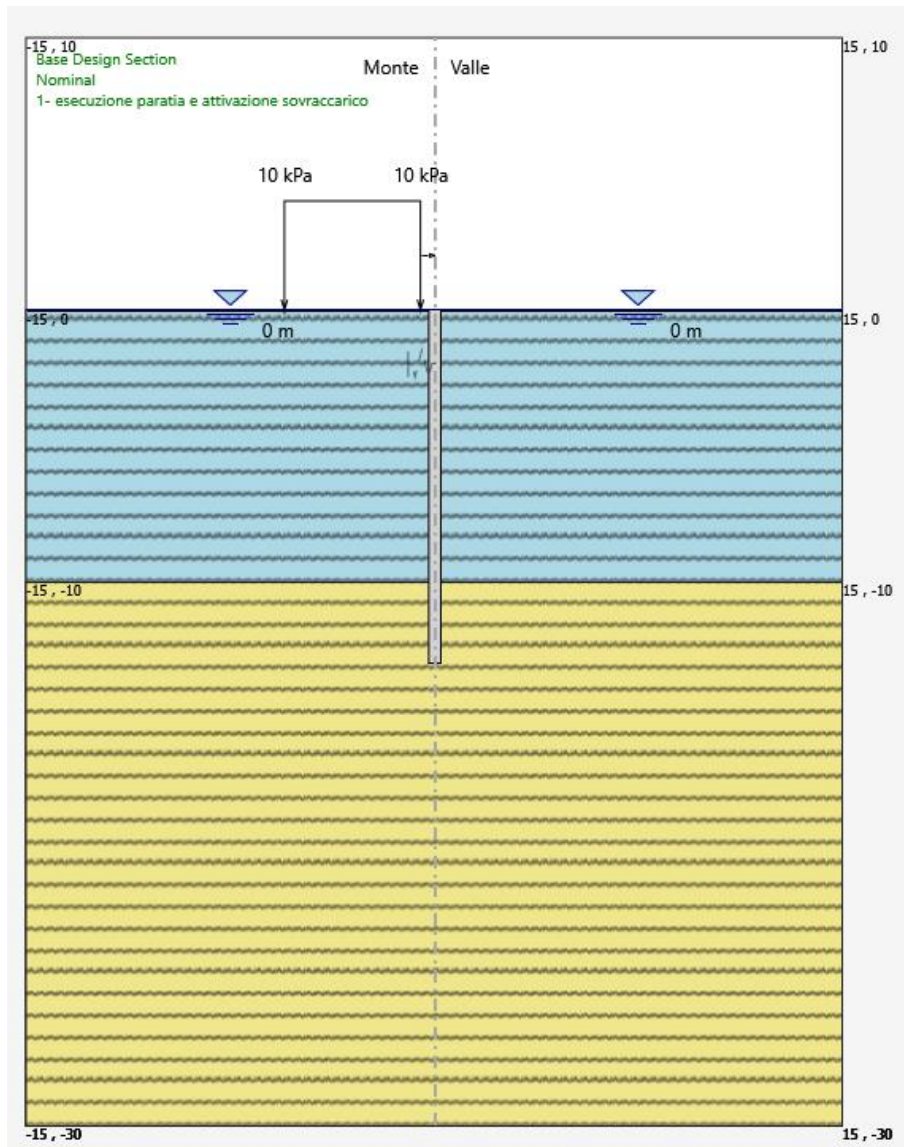 -15 , 10
15 , 10
Base Design Section
Nominal
1- esecuzione paratia e attivazione sovraccarico
Monte
Valle
10 kPa
10 kPa
-15 , 0
0 m
0 m
15 , 0
-15 , -10
15 , -10
-15 , -30
15 , -30